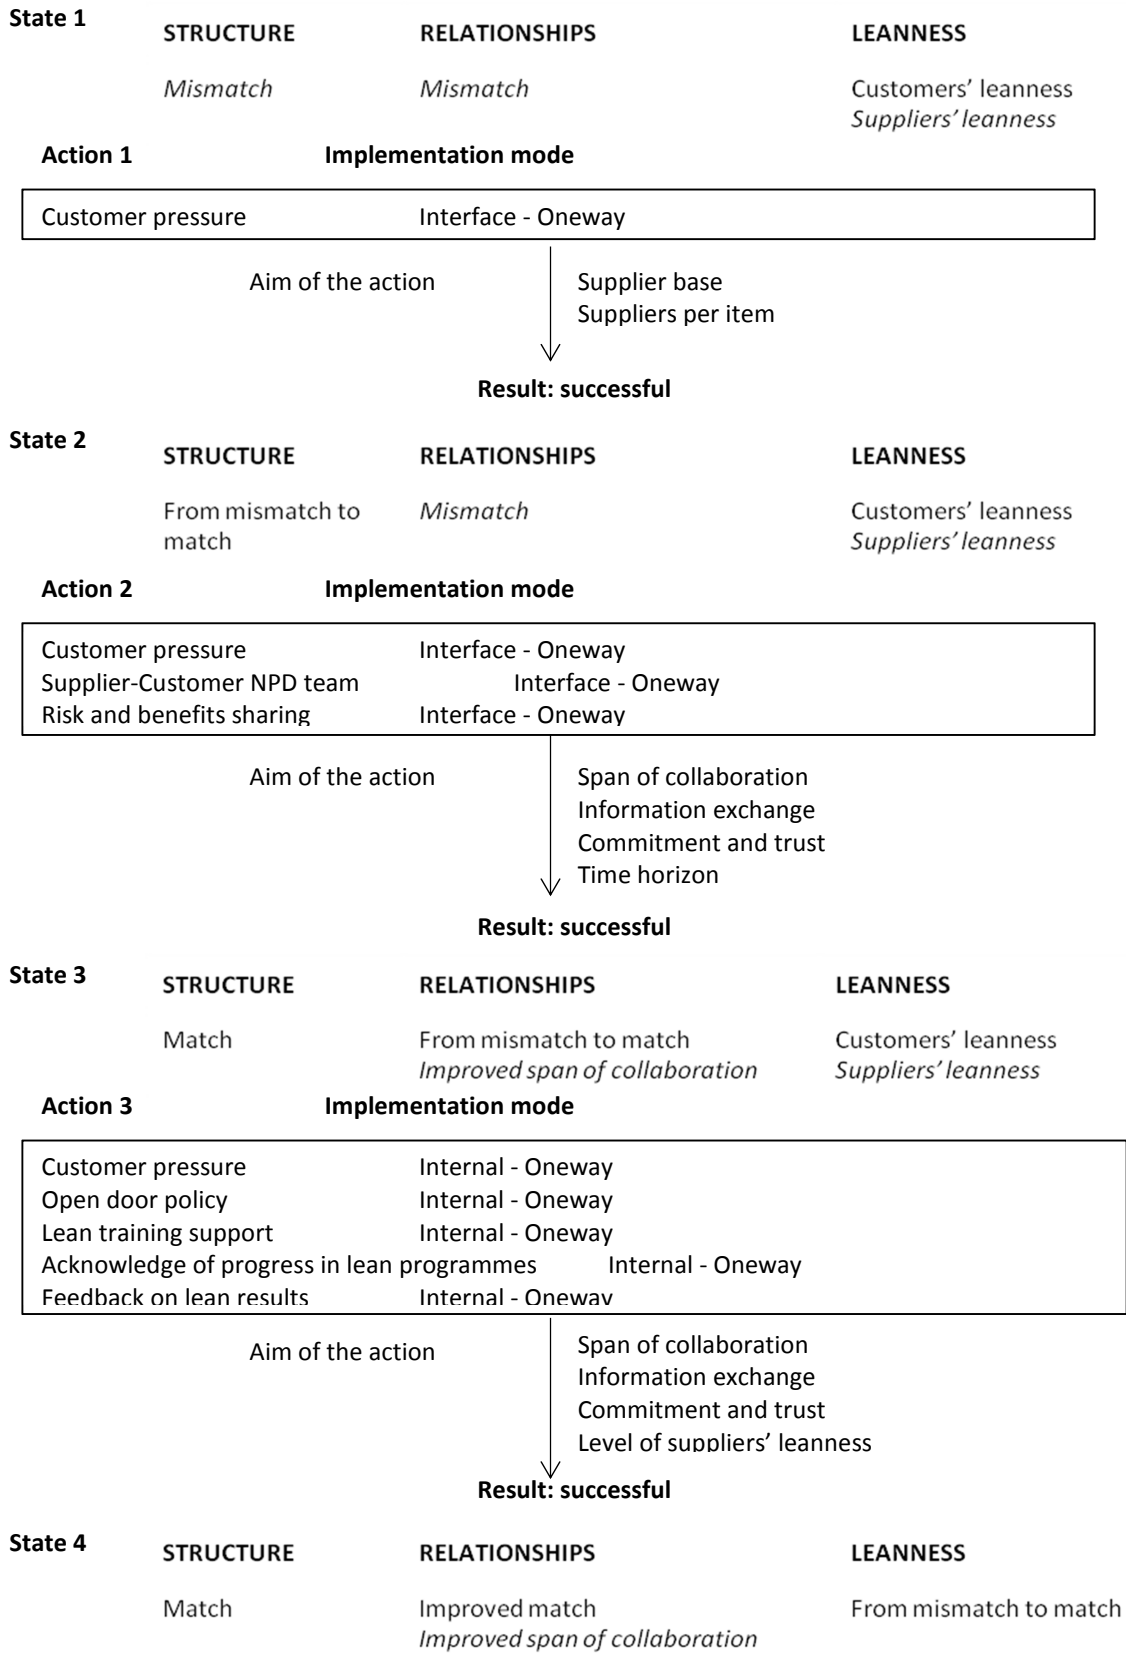 State 1
STRUCTURE RELATIONSHIPS LEANNESS
Mismatch Mismatch Customers’ leanness
Suppliers’ leanness
Action 1 Implementation mode
Customer pressure Interface - Oneway
Aim of the action Supplier base
Suppliers per item
Result: successful
State 2
STRUCTURE RELATIONSHIPS LEANNESS
From mismatch to Mismatch Customers’ leanness
match Suppliers’ leanness
Action 2 Implementation mode
Customer pressure Interface - Oneway
Supplier-Customer NPD team Interface - Oneway
Risk and benefits sharing Interface - Oneway
Aim of the action Span of collaboration
Information exchange
Commitment and trust
Time horizon
Result: successful
State 3
STRUCTURE RELATIONSHIPS LEANNESS
Match From mismatch to match Customers’ leanness
Improved span of collaboration Suppliers’ leanness
Action 3 Implementation mode
Customer pressure Internal - Oneway
Open door policy Internal - Oneway
Lean training support Internal - Oneway
Acknowledge of progress in lean programmes Internal - Oneway
Feedback on lean results Internal - Oneway
Aim of the action Span of collaboration
Information exchange
Commitment and trust
Level of suppliers’ leanness
Result: successful
State 4
STRUCTURE RELATIONSHIPS LEANNESS
Match Improved match From mismatch to match
Improved span of collaboration